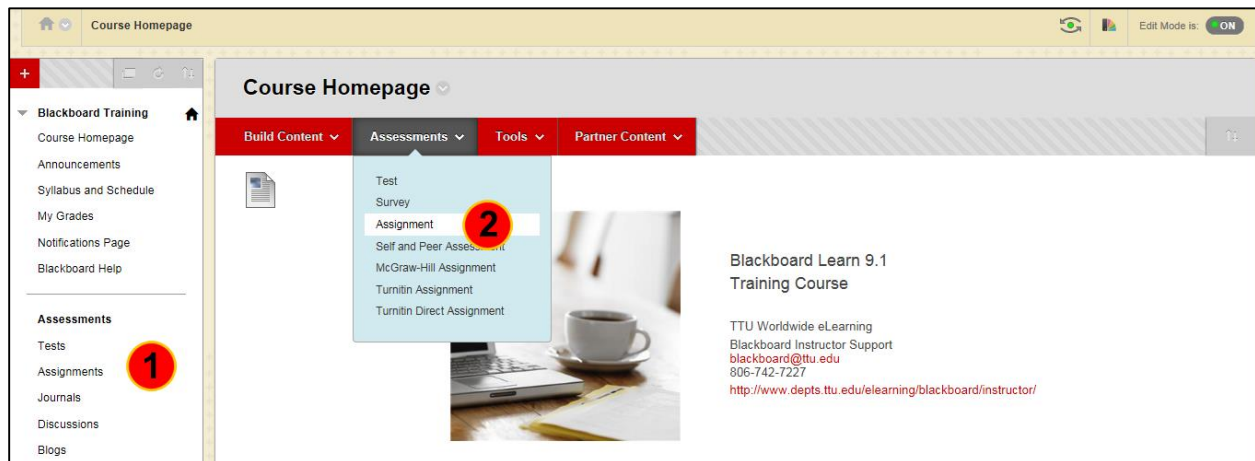 Course Homepage
Edit Mode is: ON
Blackboard Training
Course Homepage
Announcements
Syllabus and Schedule
My Grades
Notifications Page
Blackboard Help
Assessments
Tests
Assignments
1
Journals
Discussions
Blogs
Course Homepage
Build Content
Assessments
Tools
Partner Content
Test
Survey
Assignment
2
Self and Peer
McGraw-Hill Assignment
Turnitin Assignment
Turnitin Direct Assignment
Blackboard Learn 9.1
Training Course
TTU Worldwide eLearning
Blackboard Instructor Support
blackboard@ttu.edu
806-742-7227
http://www.depts.ttu.edu/elearning/blackboard/instructor/